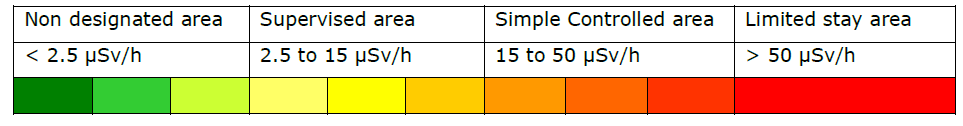 Non designated area Supervised area Simple Controlled area Limited stay area
< 2.5 μSv/h 2.5 to 15 μSv/h 15 to 50 μSv/h > 50 μSv/h